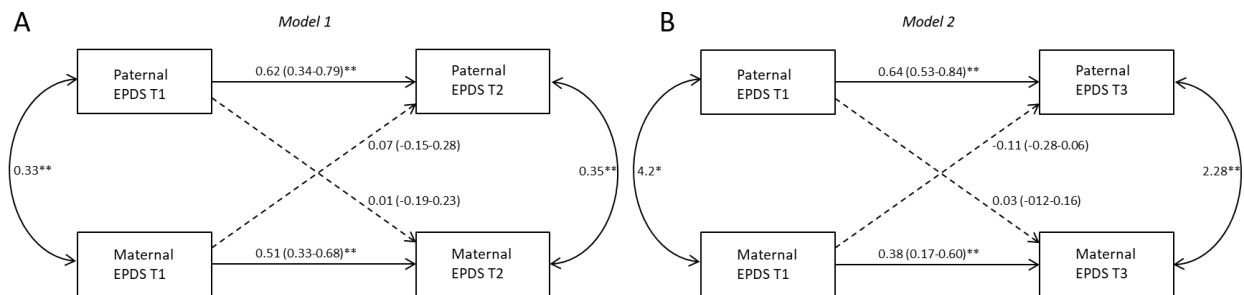 A
Model 1
Paternal
EPDS T1
0.62 (0.34-0.79)**
Paternal
EPDS T2
0.33**
0.07 (-0.15-0.28)
0.35**
0.01 (-0.19-0.23)
Maternal
EPDS T1
0.51 (0.33-0.68)**
Maternal
EPDS T2
B
Model 2
Paternal
EPDS T1
0.64 (0.53-0.84)**
Paternal
EPDS T3
4.2*
-0.11 (-0.28-0.06)
2.28**
0.03 (-012-0.16)
Maternal
EPDS T1
0.38 (0.17-0.60)**
Maternal
EPDS T3